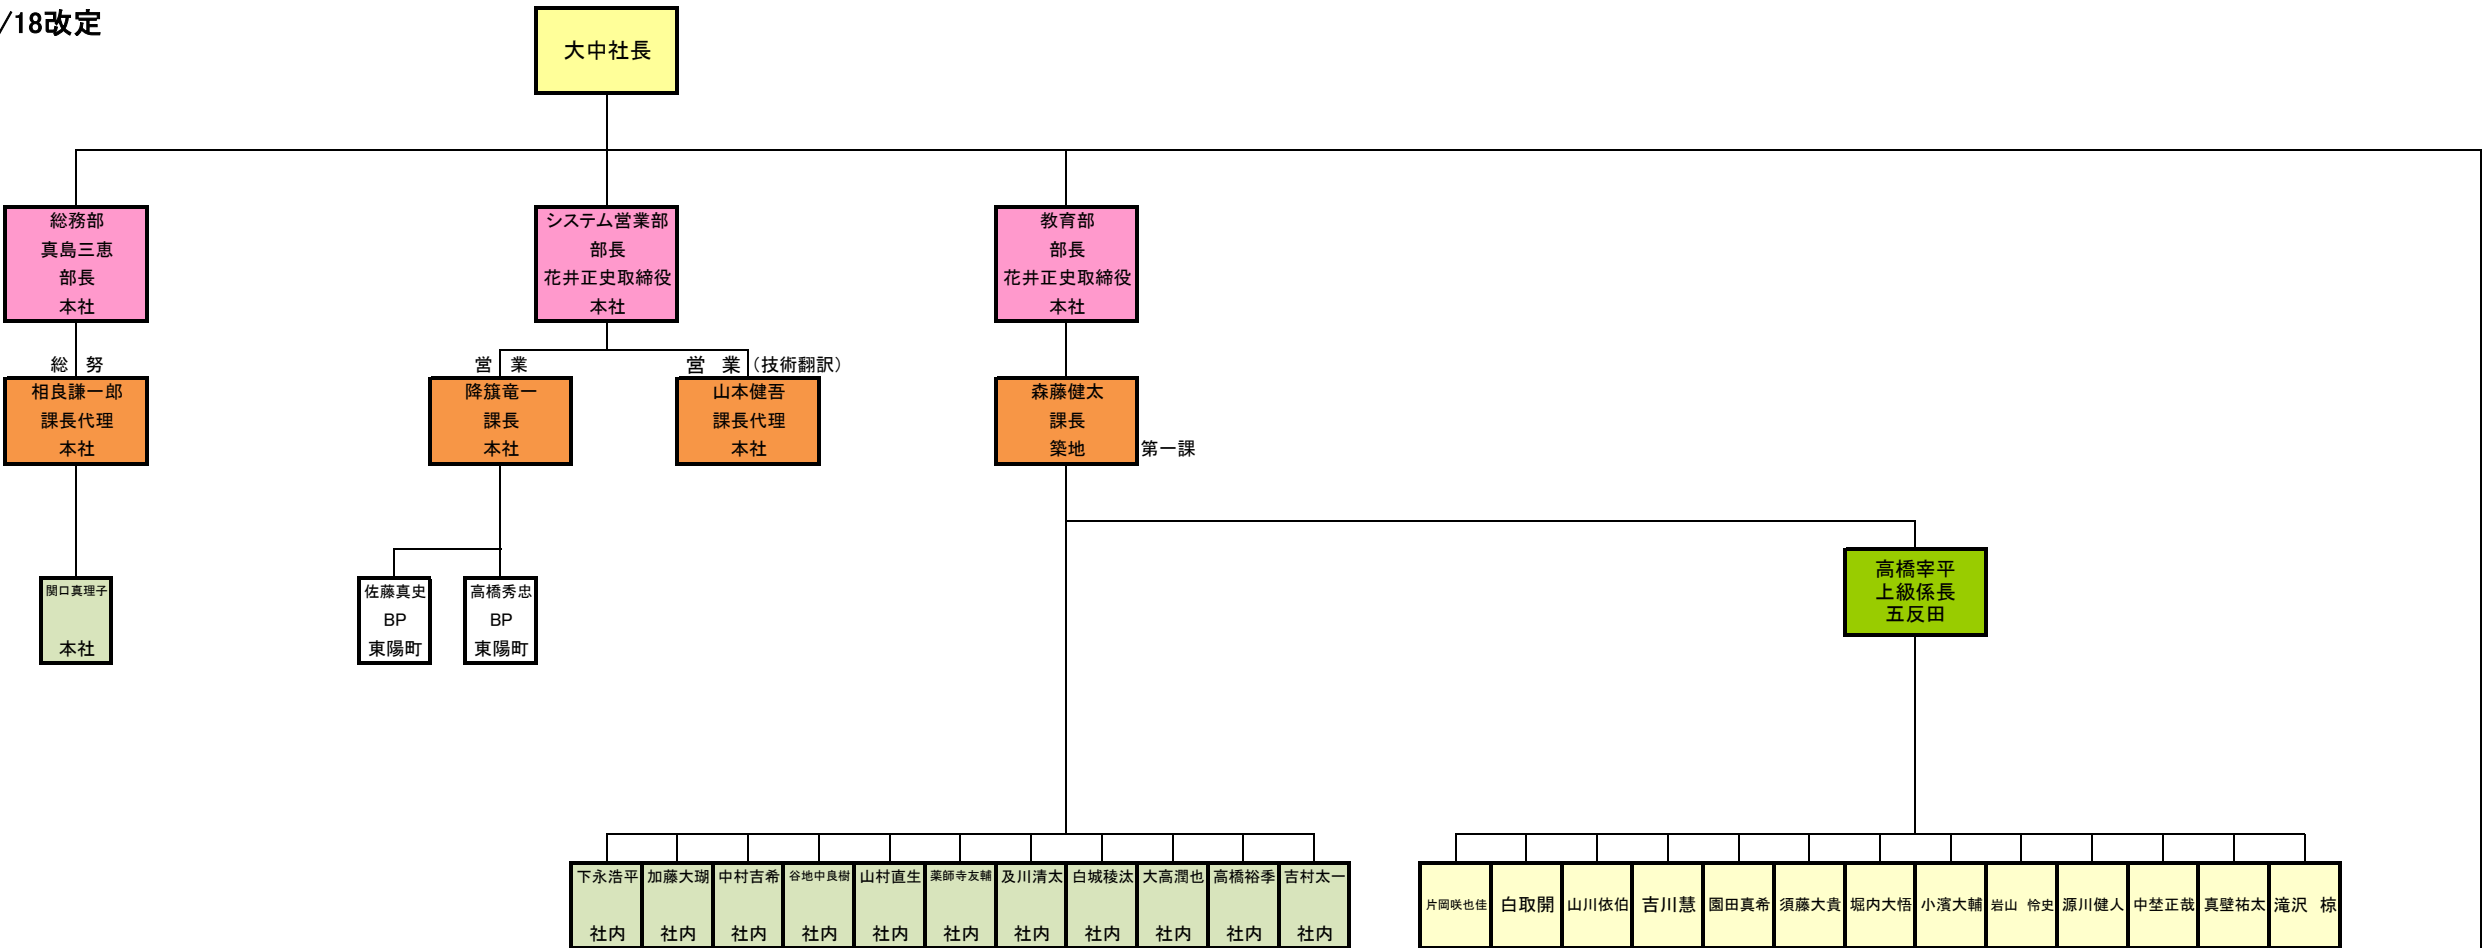 /18改定
大中社長
総務部
真島三恵
部長
本社
システム営業部
部長
花井正史取締役
本社
教育部
部長
花井正史取締役
本社
総 努
営 業
営 業（技術翻訳）
相良謙一郎
課長代理
本社
降籏竜一
課長
本社
山本健吾
課長代理
本社
森藤健太
課長
築地
第一課
高橋宰平
上級係長
五反田
関口真理子
本社
佐藤真史
BP
東陽町
高橋秀忠
BP
東陽町
下永浩平
社内
加藤大瑚
社内
中村吉希
社内
谷地中良樹
社内
山村直生
社内
薬師寺友輔
社内
及川清太
社内
白城稜汰
社内
大高潤也
社内
高橋裕季
社内
吉村太一
社内
片岡咲也佳
白取開
山川依伯
吉川慧
園田真希
須藤大貴
堀内大悟
小濱大輔
岩山 怜史
源川健人
中埜正哉
真壁祐太
滝沢 椋